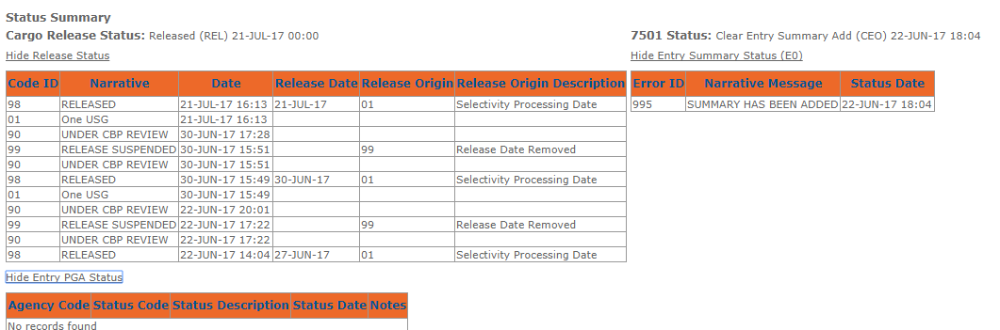 Status Summary
Cargo Release Status: Released (REL) 21-JUL-17 00:00
Hide Release Status
Code ID Narrative Date Release Date Release Origin Release Origin Description
98 RELEASED 21-JUL-17 16:13 21-JUL-17 01 Selectivity Processing Date
01 One USG 21-JUL-17 16:13
90 UNDER CBP REVIEW 30-JUN-17 17:28
99 RELEASE SUSPENDED 30-JUN-17 15:51 99 Release Date Removed
90 UNDER CBP REVIEW 30-JUN-17 15:51
98 RELEASED 30-JUN-17 15:49 30-JUN-17 01 Selectivity Processing Date
01 One USG 30-JUN-17 15:49
90 UNDER CBP REVIEW 22-JUN-17 20:01
99 RELEASE SUSPENDED 22-JUN-17 17:22 99 Release Date Removed
90 UNDER CBP REVIEW 22-JUN-17 17:22
98 RELEASED 22-JUN-17 14:04 27-JUN-17 01 Selectivity Processing Date
Hide Entry PGA Status
Agency Code Status Code Status Description Status Date Notes
No records found
7501 Status: Clear Entry Summary Add (CEO) 22-JUN-17 18:04
Hide Entry Summary Status (E0)
Error ID Narrative Message Status Date
995 SUMMARY HAS BEEN ADDED 22-JUN-17 18:04